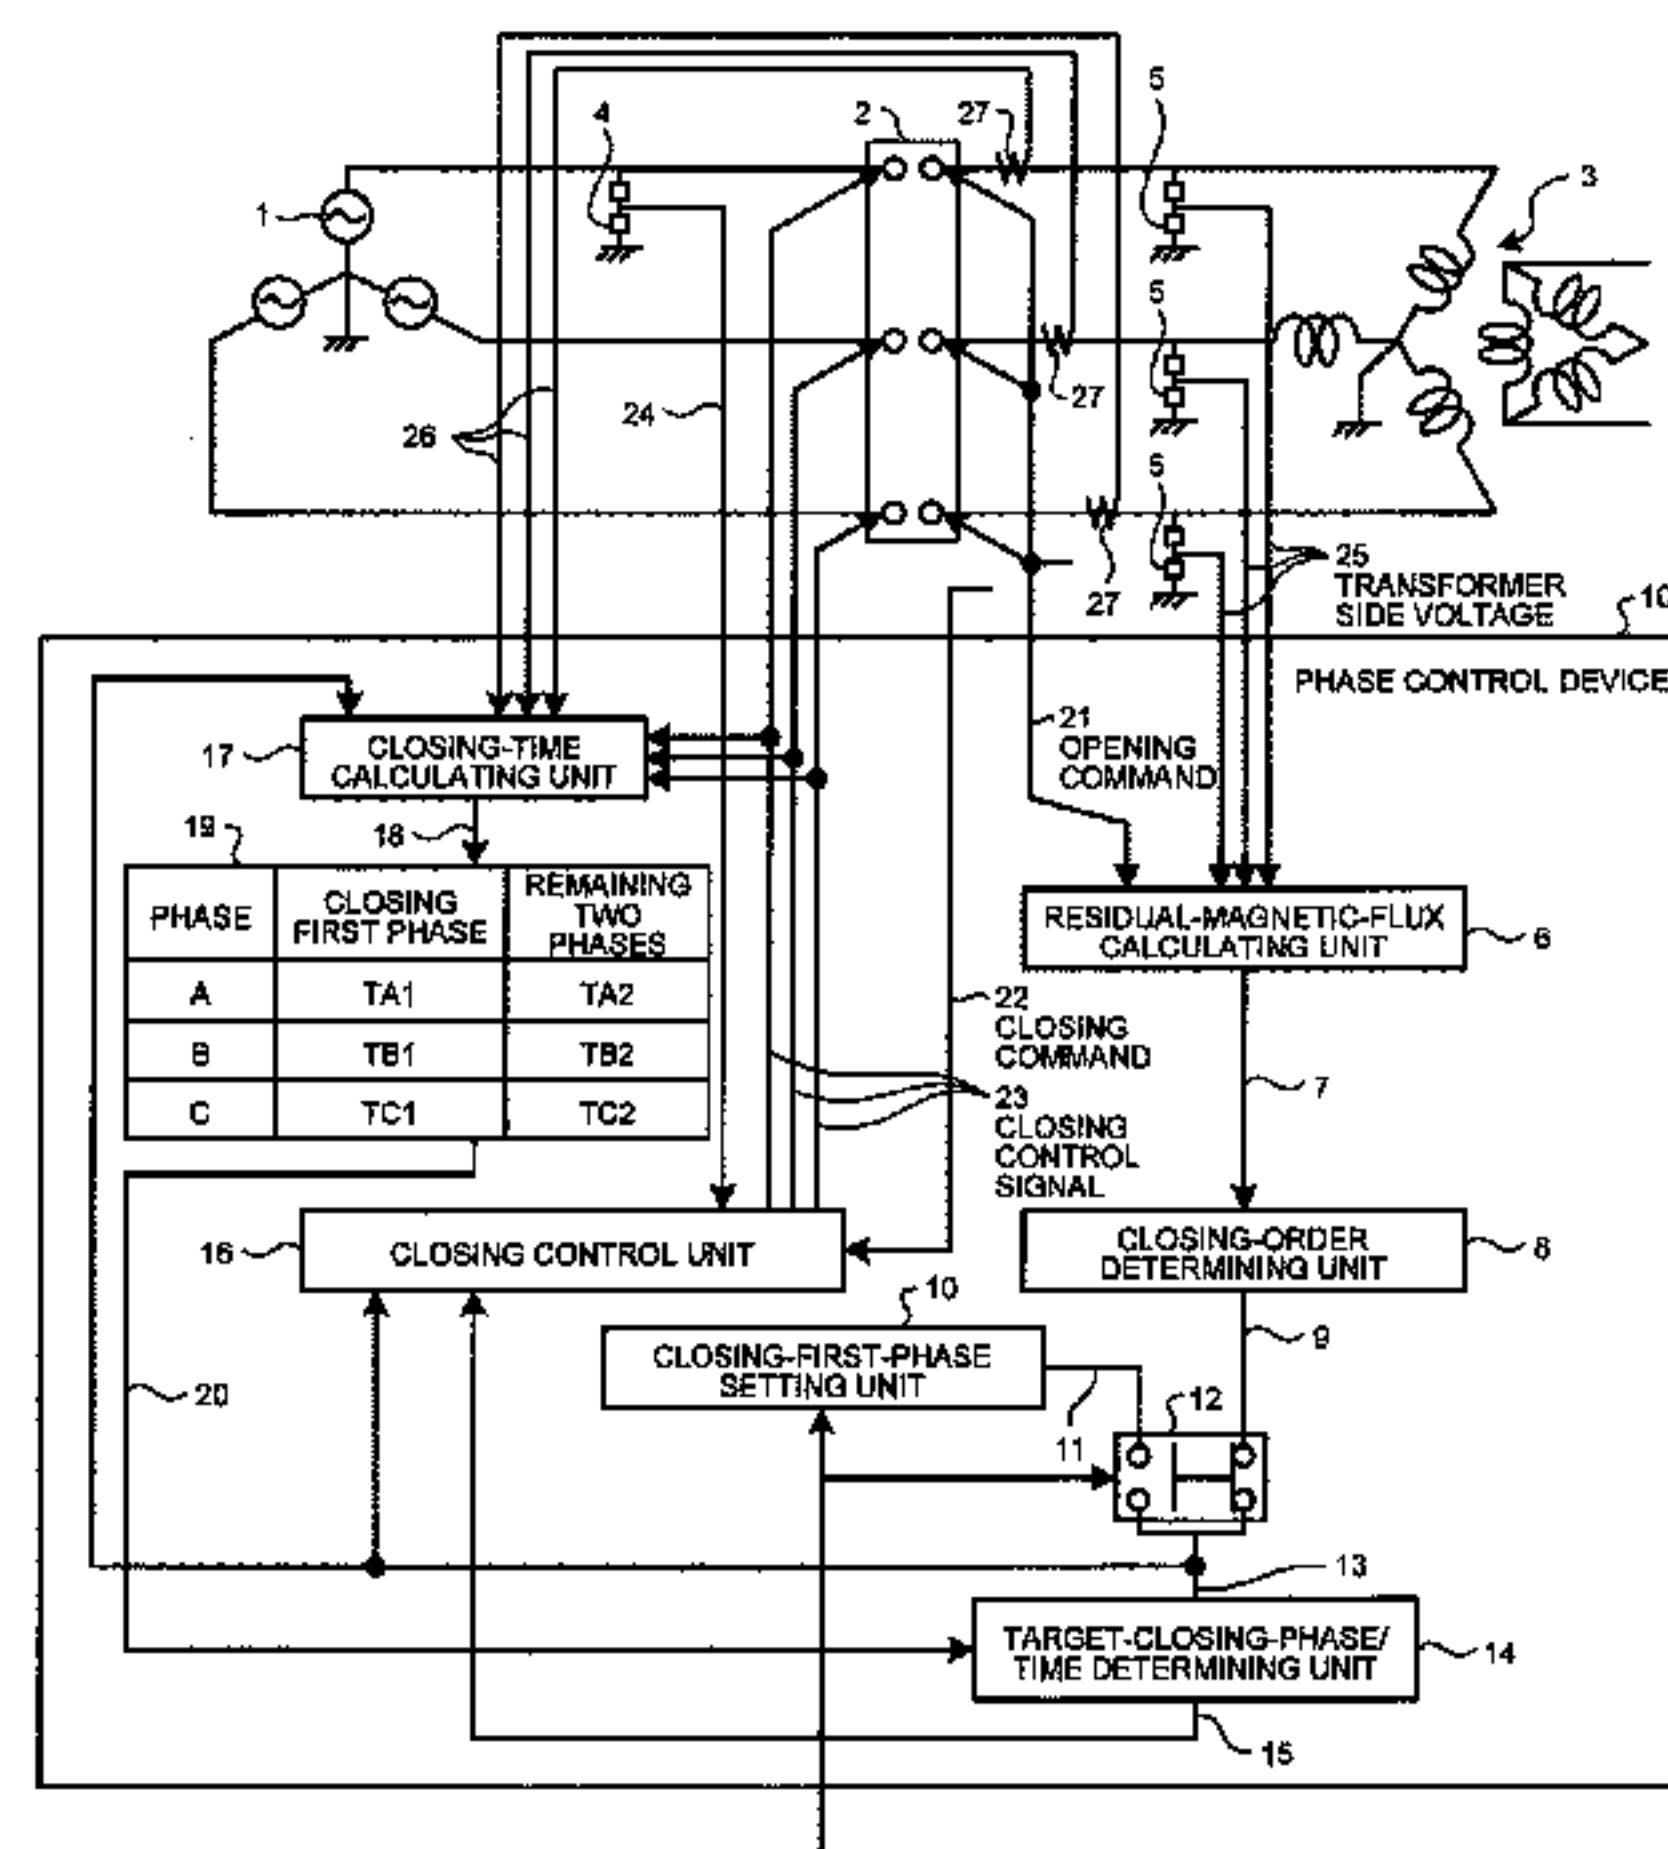 5
4
2
27
1
3
5
24
26
27
5
27
25
TRANSFORMER
SIDE VOLTAGE
10
PHASE CONTROL DEVICE
21
OPENING
COMMAND
17
CLOSING-TIME
CALCULATING UNIT
18
19
PHASE
CLOSING
FIRST PHASE
REMAINING
TWO
PHASES
A
TA1
TA2
B
TB1
TB2
C
TC1
TC2
RESIDUAL-MAGNETIC-FLUX
CALCULATING UNIT
6
22
CLOSING
COMMAND
7
23
CLOSING
CONTROL
SIGNAL
16
CLOSING CONTROL UNIT
CLOSING-ORDER
DETERMINING UNIT
8
10
CLOSING-FIRST-PHASE
SETTING UNIT
9
20
11
12
13
TARGET-CLOSING-PHASE/
TIME DETERMINING UNIT
14
15